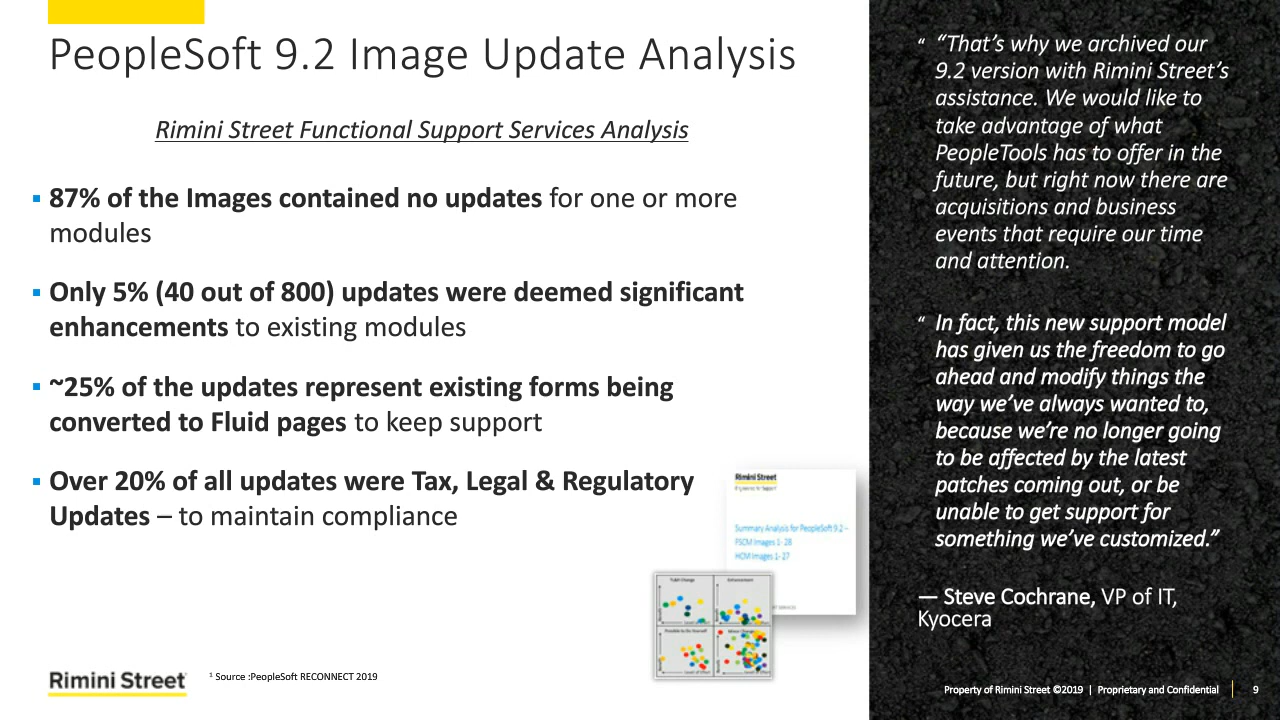 PeopleSoft 9.2 Image Update Analysis
Rimini Street Functional Support Services Analysis
▪ 87% of the Images contained no updates for one or more
modules
▪ Only 5% (40 out of 800) updates were deemed significant
enhancements to existing modules
▪ ~25% of the updates represent existing forms being
converted to Fluid pages to keep support
▪ Over 20% of all updates were Tax, Legal & Regulatory
Updates – to maintain compliance
Rimini Street
Engineered for Support
Summary Analysis for PeopleSoft 9.2 –
FSCM Images 1- 28
HCM Images 1- 27
SERVICES
Enhancement
Possible to Do Yourself
Rimini Street
¹ Source :PeopleSoft RECONNECT 2019
“ “That’s why we archived our
9.2 version with Rimini Street’s
assistance. We would like to
take advantage of what
PeopleTools has to offer in the
future, but right now there are
acquisitions and business
events that require our time
and attention.
“ In fact, this new support model
has given us the freedom to go
ahead and modify things the
way we’ve always wanted to,
because we’re no longer going
to be affected by the latest
patches coming out, or be
unable to get support for
something we’ve customized.”
— Steve Cochrane, VP of IT,
Kyocera
Property of Rimini Street ©2019 | Proprietary and Confidential | 9